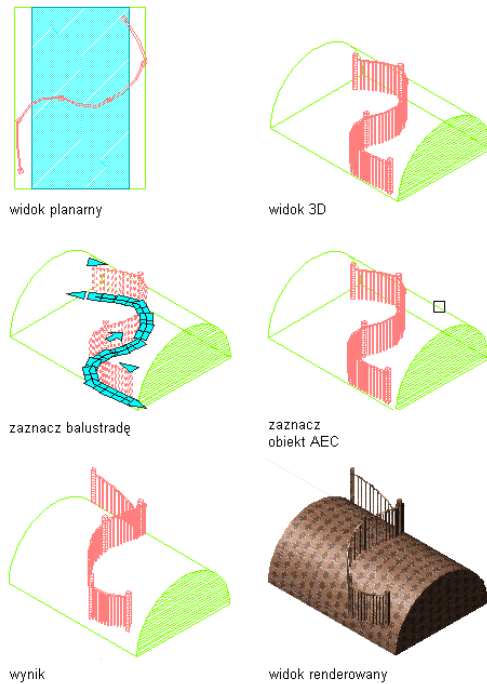 widok planarny
widok 3D
zaznacz balustradę
zaznacz
obiekt AEC
wynik
widok renderowany